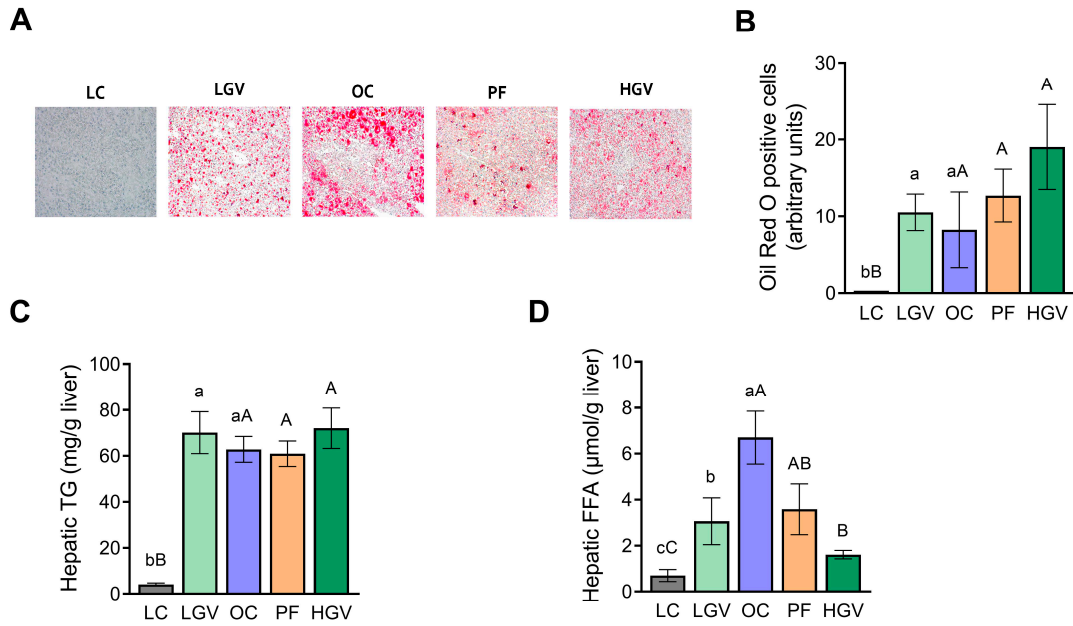 A
LC
LGV
OC
PF
HGV
B
Oil Red O positive cells
(arbitrary units)
30
20
10
0
bB
a
aA
A
A
LC LGV OC PF HGV
C
Hepatic TG (mg/g liver)
100
80
60
40
20
0
bB
a
aA
A
A
LC LGV OC PF HGV
D
Hepatic FFA (µmol/g liver)
10
8
6
4
2
0
cC
b
aA
AB
B
LC LGV OC PF HGV